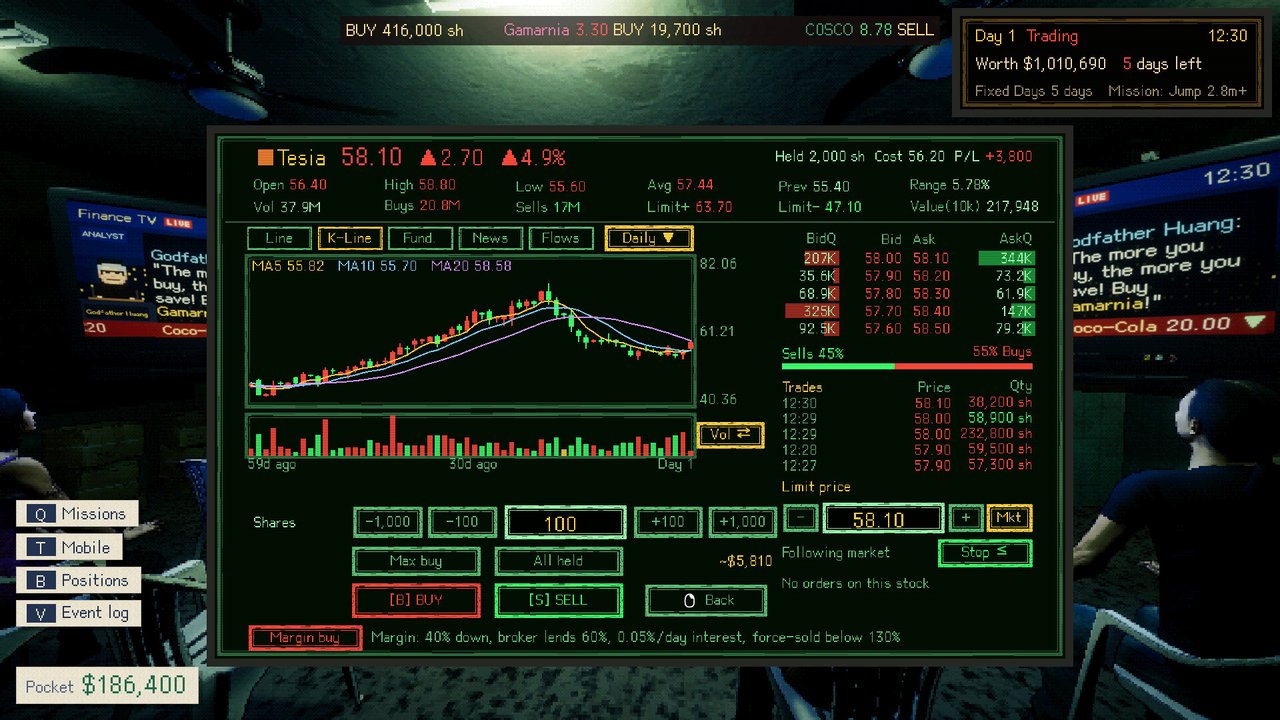 BUY 416,000 sh Gamarnia 3.30 BUY 19,700 sh COSCO 8.78 SELL
Day 1 Trading 12:30
Worth $1,010,690 5 days left
Fixed Days 5 days Mission: Jump 2.8m+
Tesia 58.10 ▲2.70 ▲4.9%
Held 2,000 sh Cost 56.20 P/L +3,800
Open 56.40 High 58.80 Low 55.60 Avg 57.44 Prev 55.40 Range 5.78%
Vol 37.9M Buys 20.8M Sells 17M Limit+ 63.70 Limit- 47.10 Value(10k) 217,948
Line K-Line Fund. News Flows Daily ▼
MA5 55.82 MA10 55.70 MA20 58.58
82.06
61.21
40.36
Vol ⇄
59d ago 30d ago Day 1
BidQ Bid Ask AskQ
207K 58.00 58.10 344K
35.6K 57.90 58.20 73.2K
68.9K 57.80 58.30 61.9K
325K 57.70 58.40 147K
92.5K 57.60 58.50 79.2K
Sells 45% 55% Buys
Trades Price Qty
12:30 58.10 38,200 sh
12:29 58.00 58,900 sh
12:29 58.00 232,800 sh
12:28 57.90 59,500 sh
12:27 57.90 57,300 sh
Limit price
- 58.10 + Mkt
Following market Stop ≤
No orders on this stock
Shares -1,000 -100 100 +100 +1,000
Max buy All held ~$5,810
[B] BUY [S] SELL Back
Margin buy Margin: 40% down, broker lends 60%, 0.05%/day interest, force-sold below 130%
Finance TV LIVE
ANALYST
Godfath
"The m
buy, th
save! B
Gamarn
Godfather Huang
20 Coco-
LIVE 12:30
odfather Huang:
The more you
uy, the more you
ave! Buy
amarnia!"
oco-Cola 20.00 ▼
Q Missions
T Mobile
B Positions
V Event log
Pocket $186,400